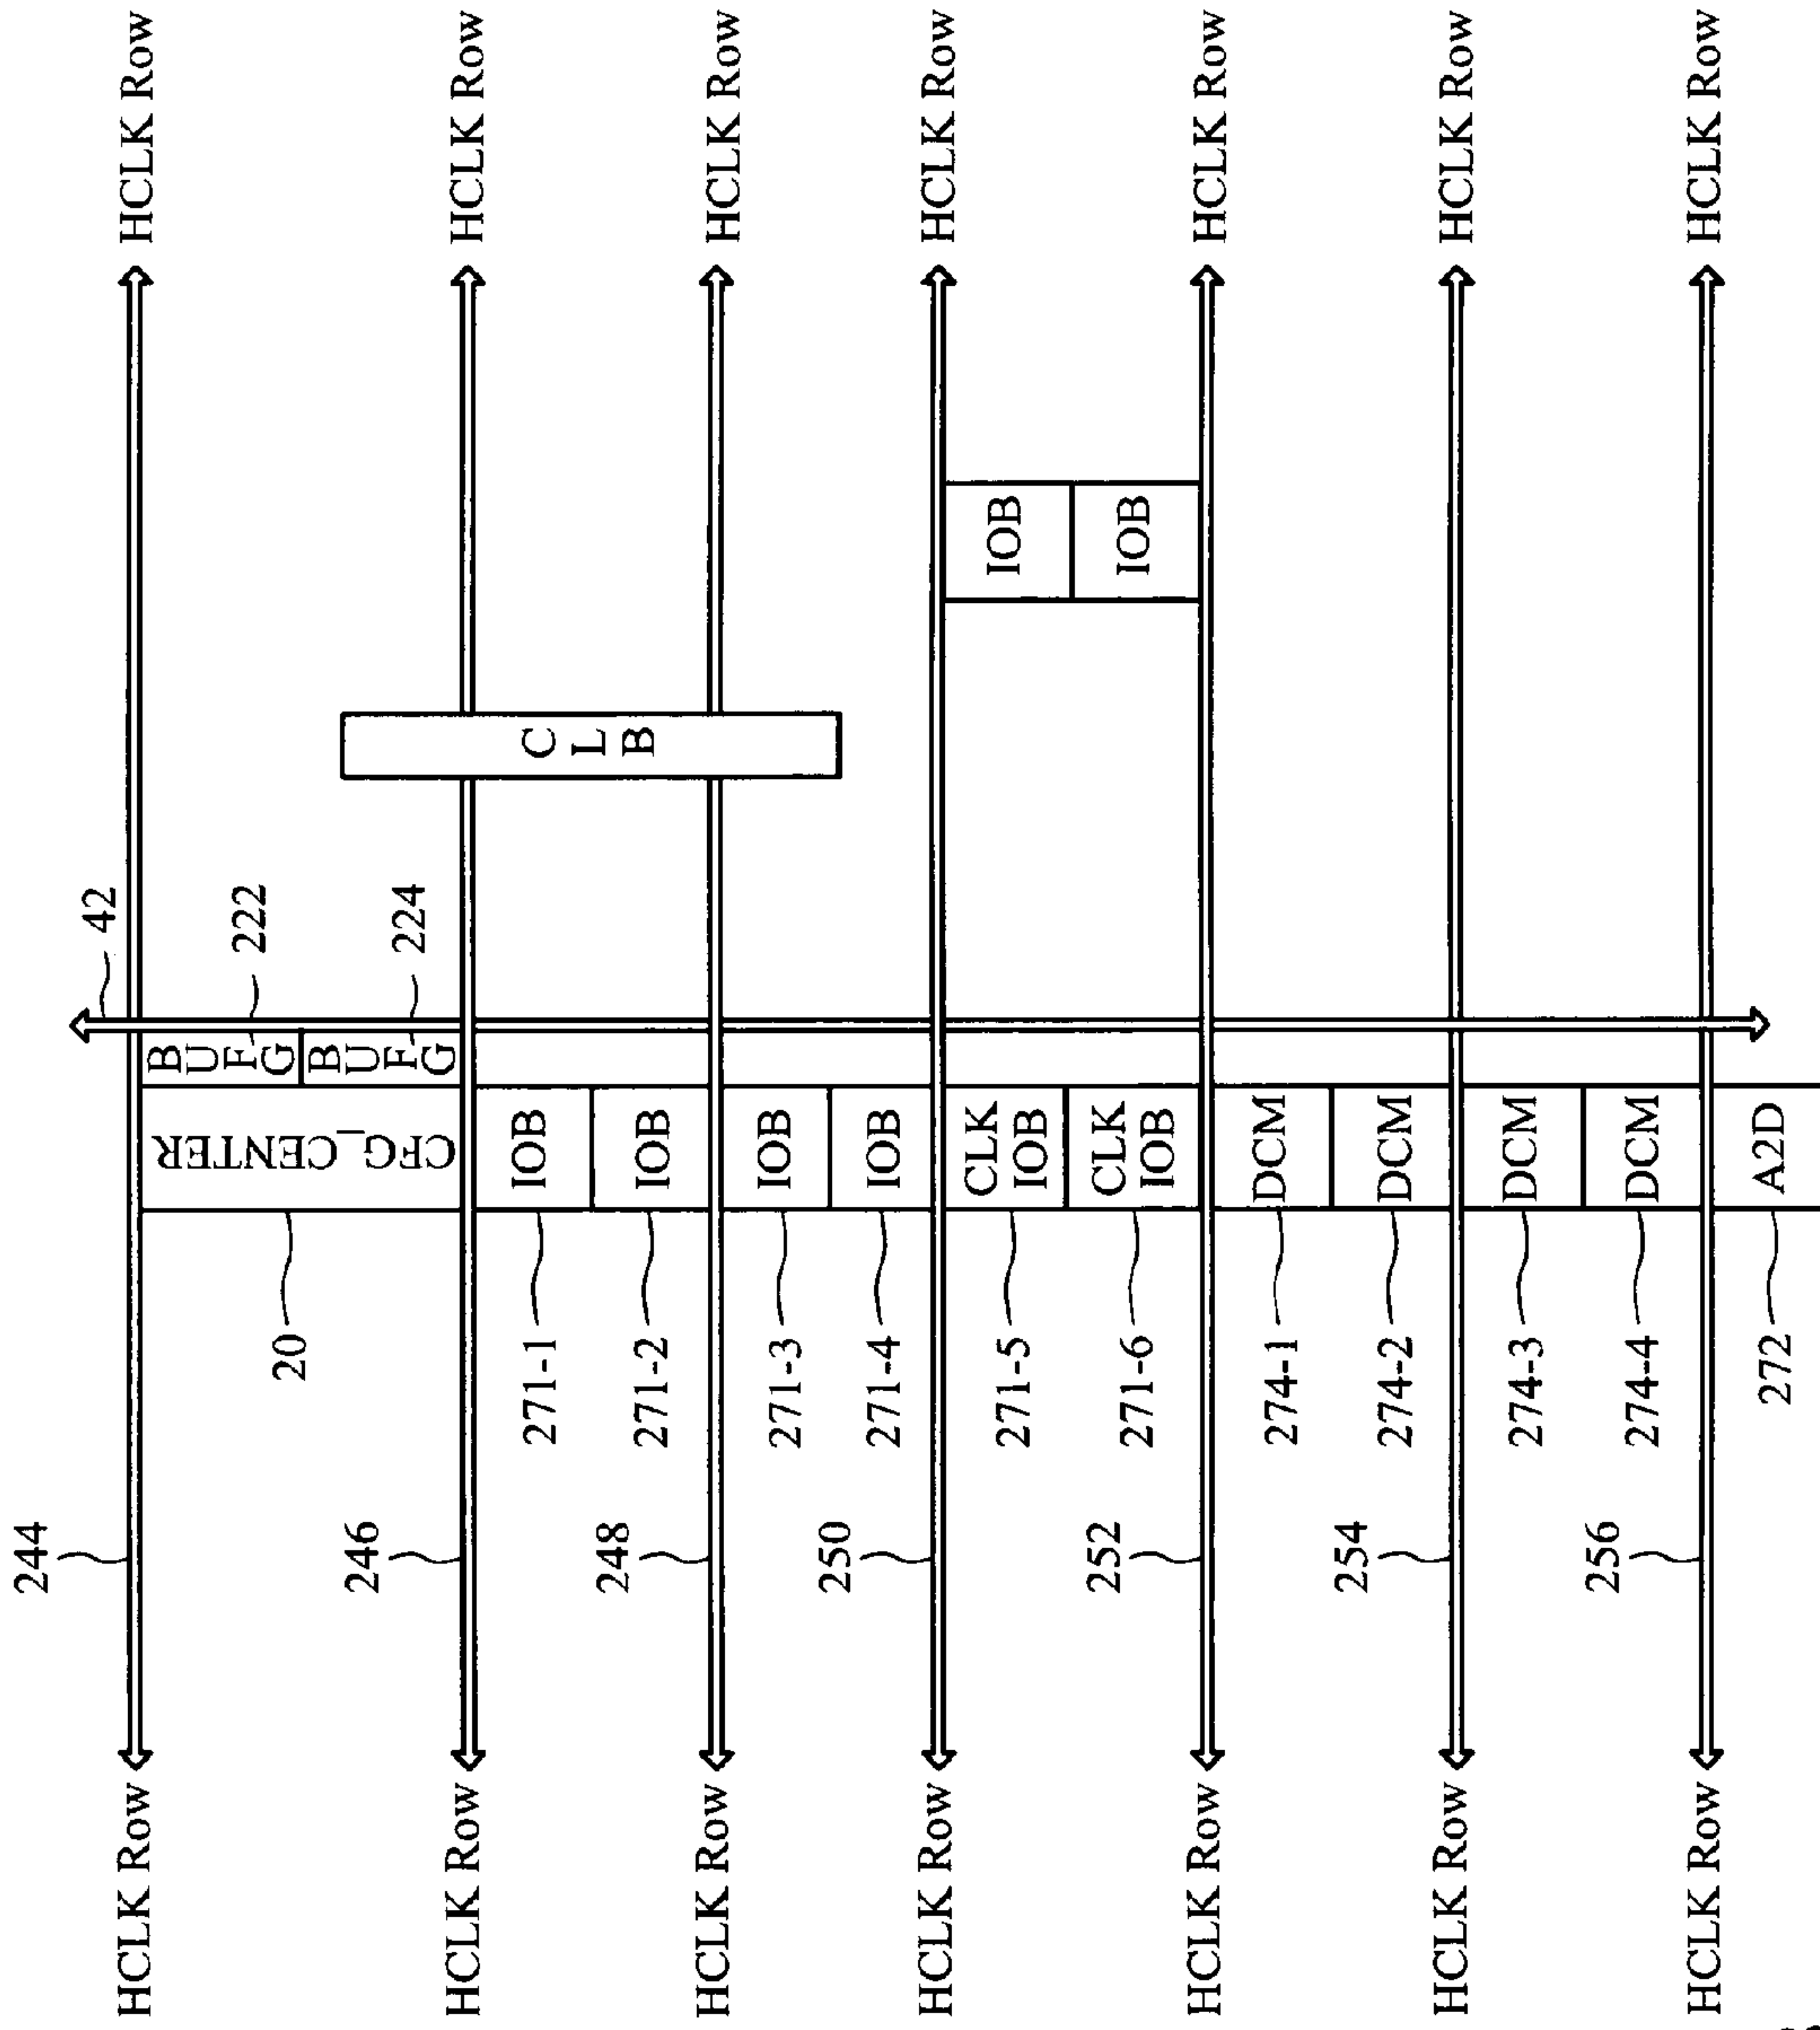 244
HCLK Row
HCLK Row
42
20
CFG_CENTER
BUFG
222
BUFG
224
246
HCLK Row
HCLK Row
271-1
IOB
271-2
IOB
CLB
248
HCLK Row
HCLK Row
271-3
IOB
271-4
IOB
250
HCLK Row
HCLK Row
271-5
CLK
IOB
IOB
271-6
CLK
IOB
IOB
252
HCLK Row
HCLK Row
274-1
DCM
274-2
DCM
254
HCLK Row
HCLK Row
274-3
DCM
274-4
DCM
256
HCLK Row
HCLK Row
272
A2D